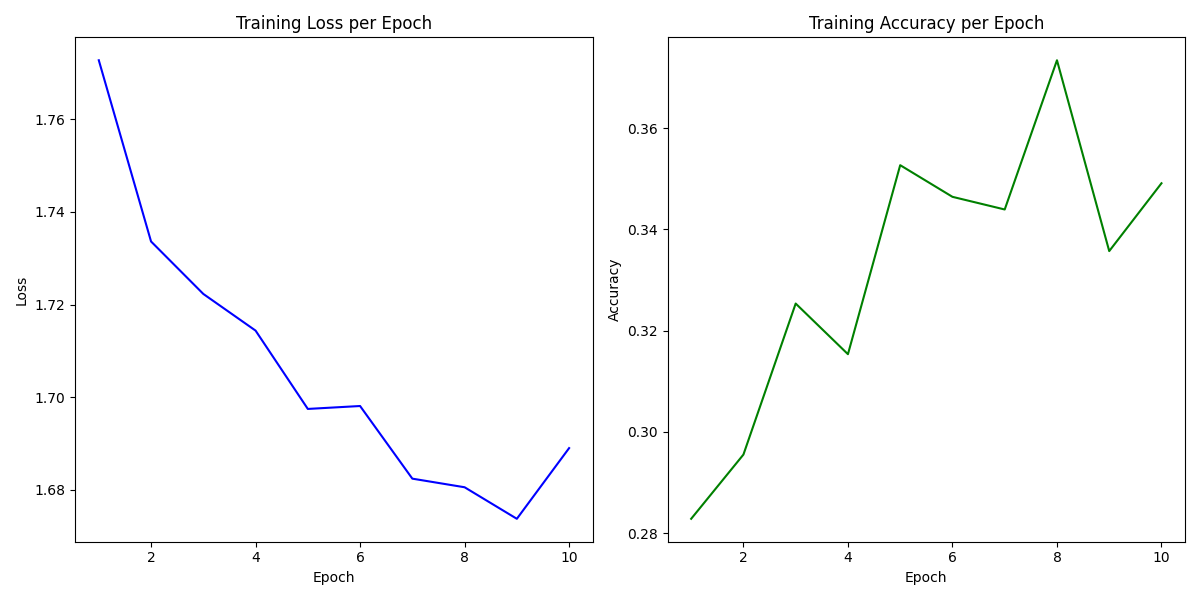 Training Loss per Epoch
1.76
1.74
1.72
1.70
1.68
Loss
2 4 6 8 10
Epoch
Training Accuracy per Epoch
0.36
0.34
0.32
0.30
0.28
Accuracy
2 4 6 8 10
Epoch